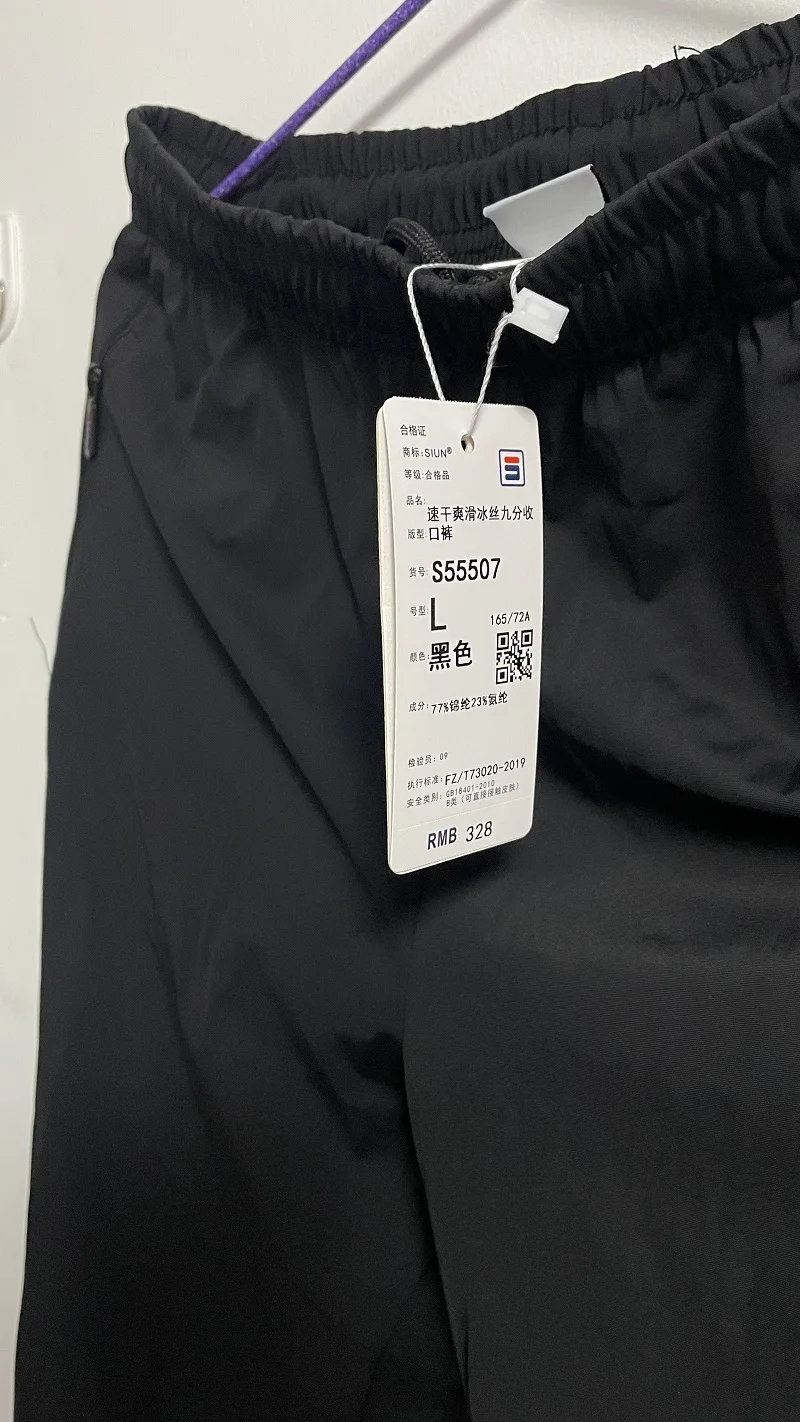 合格证
商标:SIUN®
等级:合格品
品名:速干爽滑冰丝九分收
版型:口裤
货号:S55507
号型:L 165/72A
颜色:黑色
成分:77%锦纶23%氨纶
检验员:09
执行标准:FZ/T73020-2019
安全类别:GB18401-2010
B类(可直接接触皮肤)
RMB 328